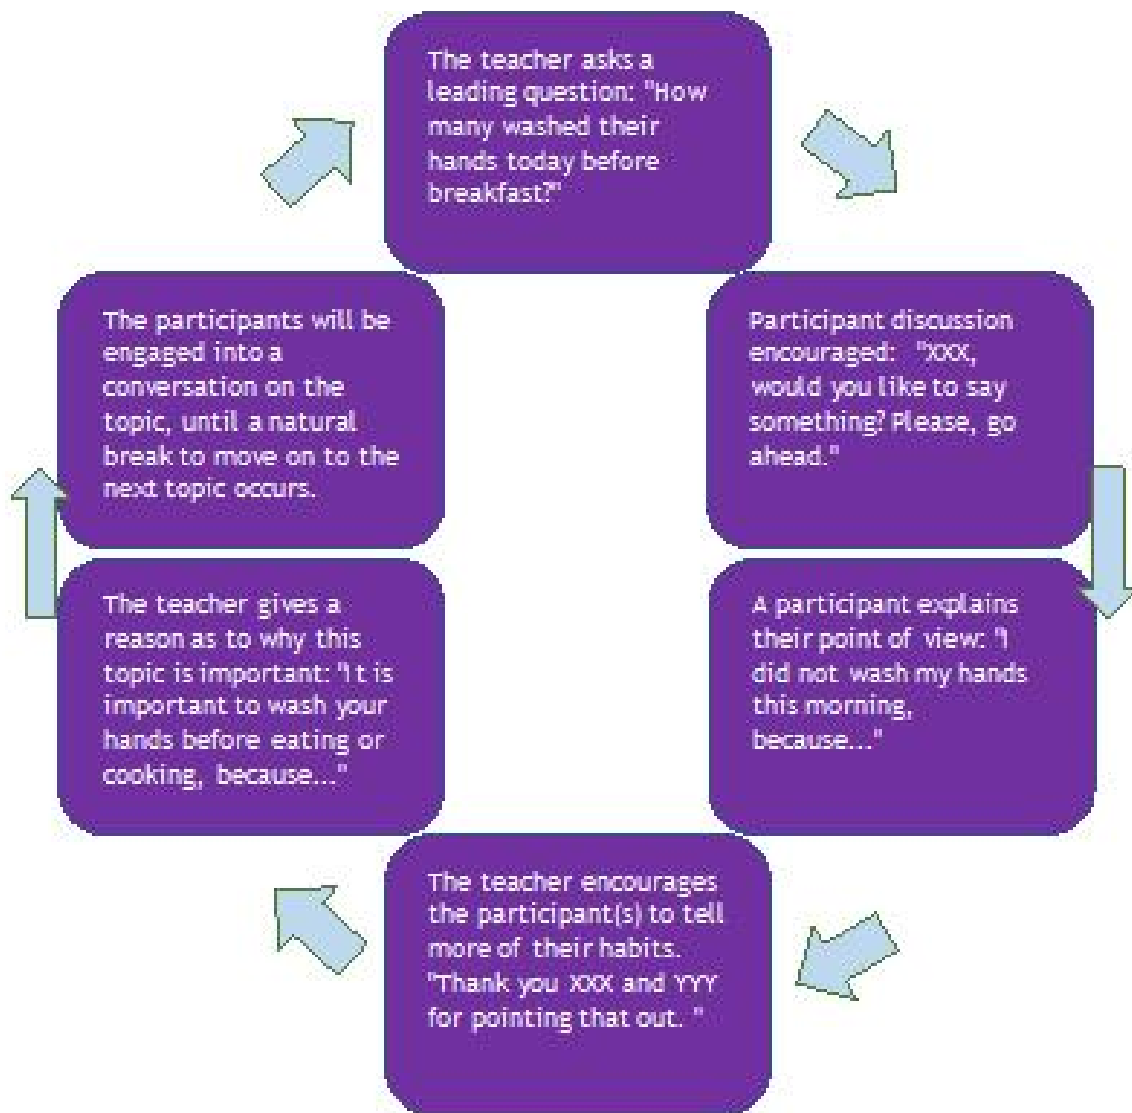 The teacher asks a
leading question: "How
many washed their
hands today before
breakfast?"
Participant discussion
encouraged: "XXX,
would you like to say
something? Please, go
ahead."
A participant explains
their point of view: "I
did not wash my hands
this morning,
because..."
The teacher encourages
the participant(s) to tell
more of their habits.
"Thank you XXX and YYY
for pointing that out. "
The teacher gives a
reason as to why this
topic is important: "It is
important to wash your
hands before eating or
cooking, because..."
The participants will be
engaged into a
conversation on the
topic, until a natural
break to move on to the
next topic occurs.